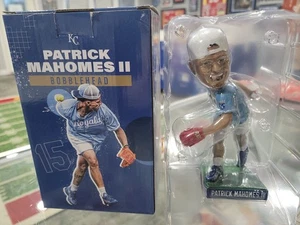 KC
PATRICK
MAHOMES II
BOBBLEHEAD
Royals
15
PATRICK MAHOMES II